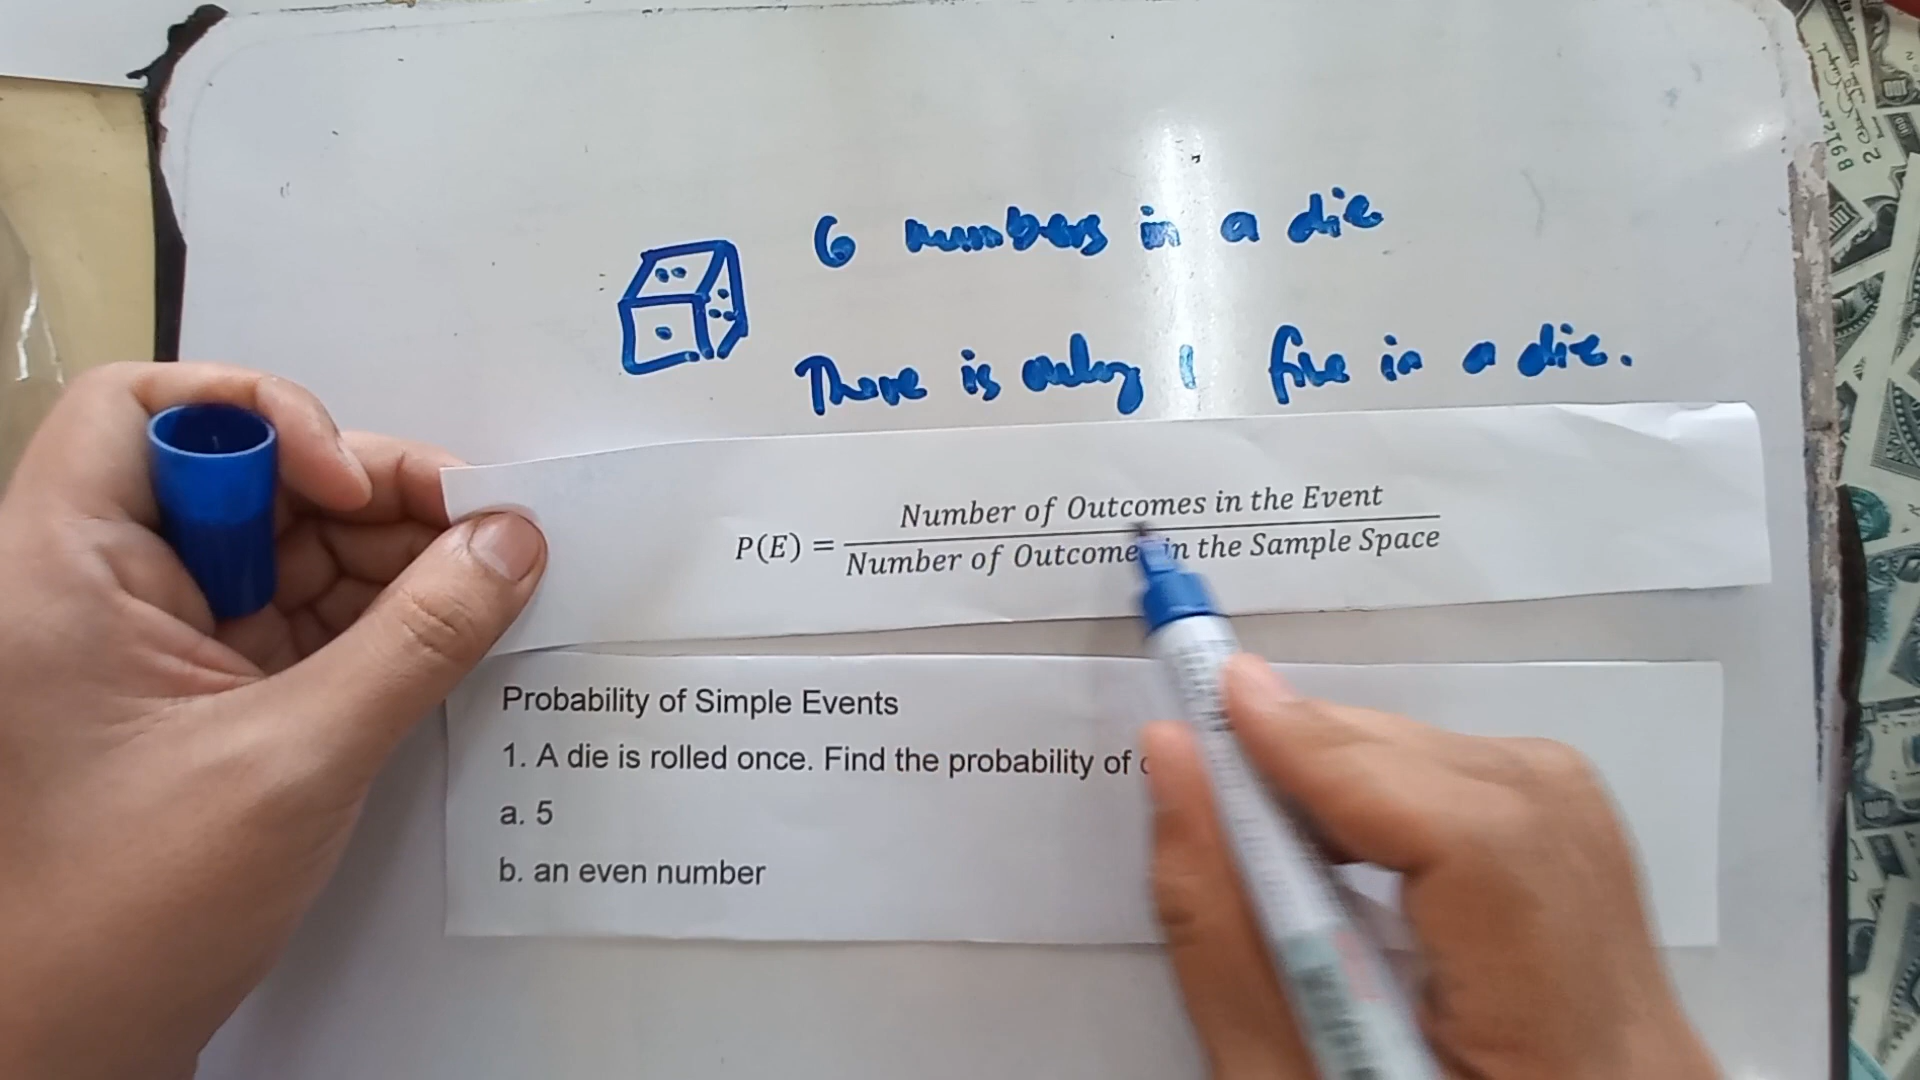 6 numbers in a die
There is only 1 five in a die.
P(E) = Number of Outcomes in the Event
Number of Outcomes in the Sample Space
Probability of Simple Events
1. A die is rolled once. Find the probability of
a. 5
b. an even number